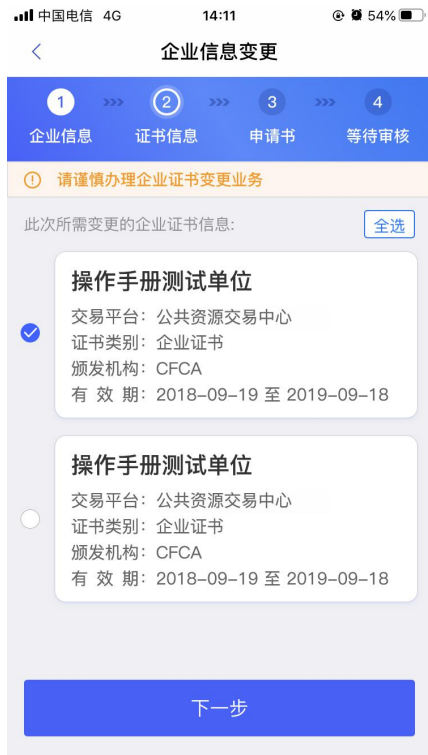 中国电信 4G 14:11 54%
企业信息变更
1 2 3 4
企业信息 证书信息 申请书 等待审核
请谨慎办理企业证书变更业务
此次所需变更的企业证书信息: 全选
操作手册测试单位
交易平台：公共资源交易中心
证书类别：企业证书
颁发机构：CFCA
有 效 期：2018-09-19 至 2019-09-18
操作手册测试单位
交易平台：公共资源交易中心
证书类别：企业证书
颁发机构：CFCA
有 效 期：2018-09-19 至 2019-09-18
下一步